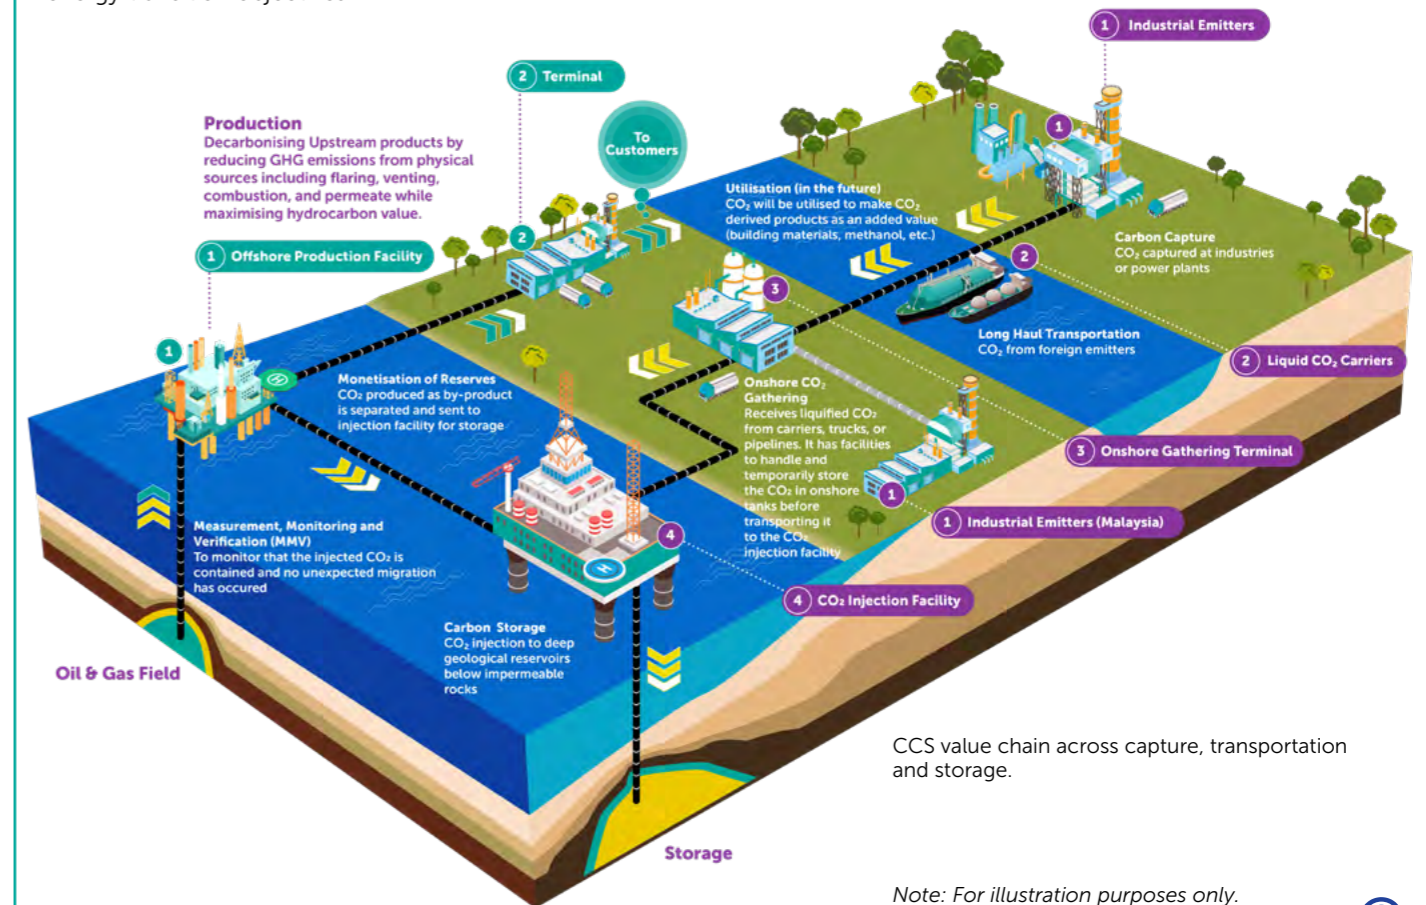 1 Industrial Emitters
2 Terminal
Production
Decarbonising Upstream products by
reducing GHG emissions from physical
sources including flaring, venting,
combustion, and permeate while
maximising hydrocarbon value.
To
Customers
1
Utilisation (in the future)
CO₂ will be utilised to make CO₂
derived products as an added value
(building materials, methanol, etc.)
2
1 Offshore Production Facility
Carbon Capture
CO₂ captured at industries
or power plants
2
3
1
H
Long Haul Transportation
CO₂ from foreign emitters
2 Liquid CO₂ Carriers
Monetisation of Reserves
CO₂ produced as by-product
is separated and sent to
injection facility for storage
Onshore CO₂
Gathering
Receives liquified CO₂
from carriers, trucks, or
pipelines. It has facilities
to handle and
temporarily store
the CO₂ in onshore
tanks before
transporting it
to the CO₂
injection facility
3 Onshore Gathering Terminal
1
1 Industrial Emitters (Malaysia)
Measurement, Monitoring and
Verification (MMV)
To monitor that the injected CO₂ is
contained and no unexpected migration
has occured
4
H
4 CO₂ Injection Facility
Carbon Storage
CO₂ injection to deep
geological reservoirs
below impermeable
rocks
Oil & Gas Field
Storage
CCS value chain across capture, transportation
and storage.
Note: For illustration purposes only.